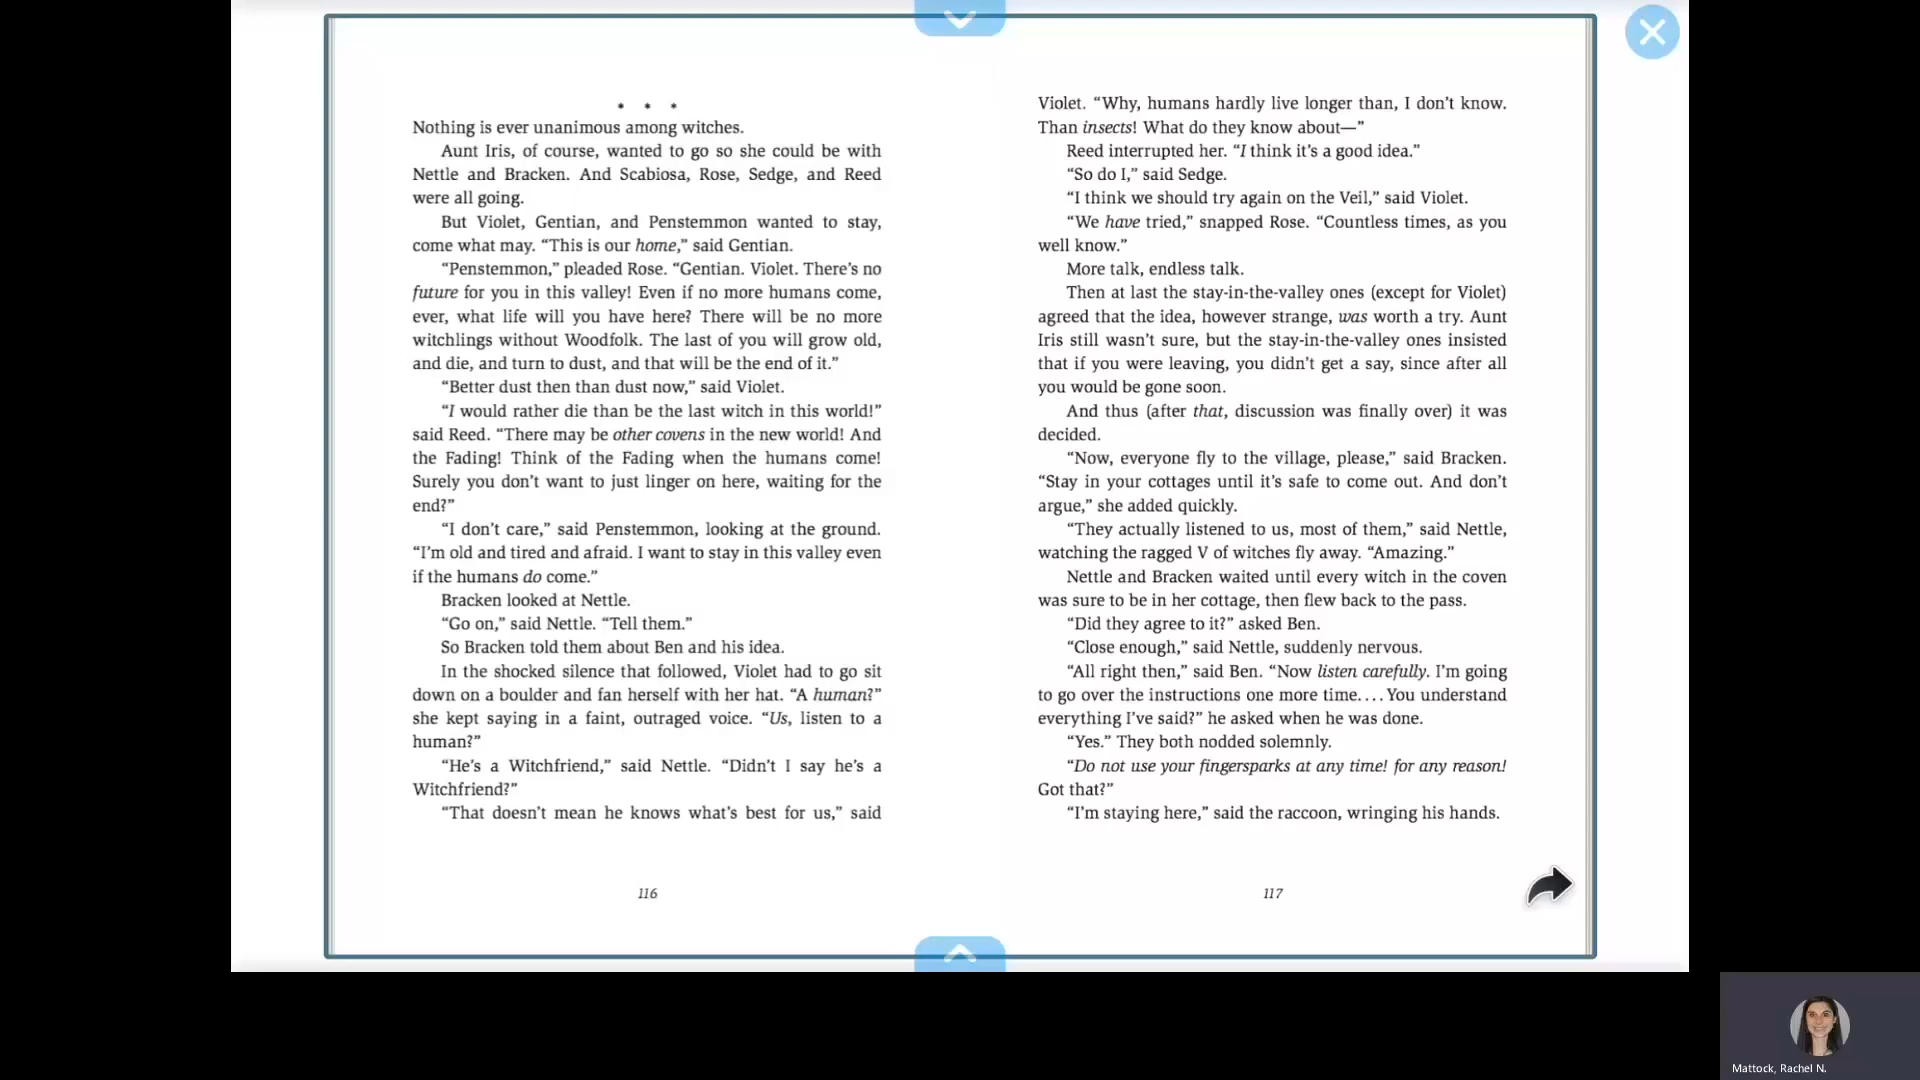 * * *
Nothing is ever unanimous among witches.
Aunt Iris, of course, wanted to go so she could be with
Nettle and Bracken. And Scabiosa, Rose, Sedge, and Reed
were all going.
But Violet, Gentian, and Penstemmon wanted to stay,
come what may. “This is our home,” said Gentian.
“Penstemmon,” pleaded Rose. “Gentian. Violet. There’s no
future for you in this valley! Even if no more humans come,
ever, what life will you have here? There will be no more
witchlings without Woodfolk. The last of you will grow old,
and die, and turn to dust, and that will be the end of it.”
“Better dust then than dust now,” said Violet.
“I would rather die than be the last witch in this world!”
said Reed. “There may be other covens in the new world! And
the Fading! Think of the Fading when the humans come!
Surely you don’t want to just linger on here, waiting for the
end?”
“I don’t care,” said Penstemmon, looking at the ground.
“I’m old and tired and afraid. I want to stay in this valley even
if the humans do come.”
Bracken looked at Nettle.
“Go on,” said Nettle. “Tell them.”
So Bracken told them about Ben and his idea.
In the shocked silence that followed, Violet had to go sit
down on a boulder and fan herself with her hat. “A human?”
she kept saying in a faint, outraged voice. “Us, listen to a
human?”
“He’s a Witchfriend,” said Nettle. “Didn’t I say he’s a
Witchfriend?”
“That doesn’t mean he knows what’s best for us,” said
116
Violet. “Why, humans hardly live longer than, I don’t know.
Than insects! What do they know about—”
Reed interrupted her. “I think it’s a good idea.”
“So do I,” said Sedge.
“I think we should try again on the Veil,” said Violet.
“We have tried,” snapped Rose. “Countless times, as you
well know.”
More talk, endless talk.
Then at last the stay-in-the-valley ones (except for Violet)
agreed that the idea, however strange, was worth a try. Aunt
Iris still wasn’t sure, but the stay-in-the-valley ones insisted
that if you were leaving, you didn’t get a say, since after all
you would be gone soon.
And thus (after that, discussion was finally over) it was
decided.
“Now, everyone fly to the village, please,” said Bracken.
“Stay in your cottages until it’s safe to come out. And don’t
argue,” she added quickly.
“They actually listened to us, most of them,” said Nettle,
watching the ragged V of witches fly away. “Amazing.”
Nettle and Bracken waited until every witch in the coven
was sure to be in her cottage, then flew back to the pass.
“Did they agree to it?” asked Ben.
“Close enough,” said Nettle, suddenly nervous.
“All right then,” said Ben. “Now listen carefully. I’m going
to go over the instructions one more time. . . . You understand
everything I’ve said?” he asked when he was done.
“Yes.” They both nodded solemnly.
“Do not use your fingersparks at any time! for any reason!
Got that?”
“I’m staying here,” said the raccoon, wringing his hands.
117
Mattock, Rachel N.